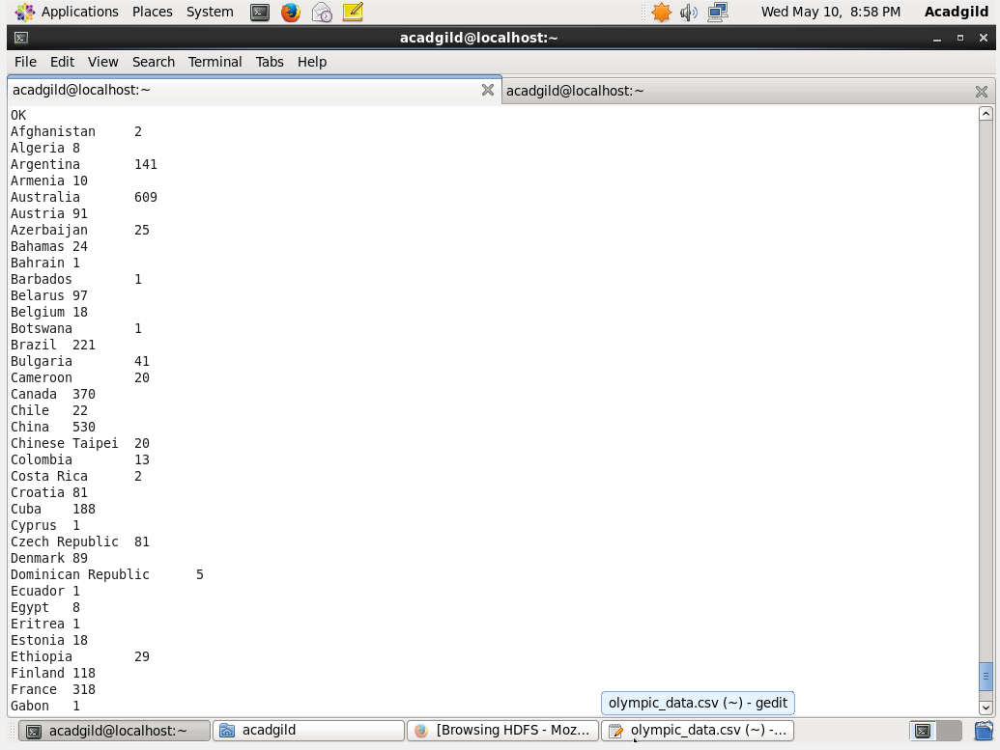 Applications Places System Wed May 10, 8:58 PM Acadgild
acadgild@localhost:~
File Edit View Search Terminal Tabs Help
acadgild@localhost:~ acadgild@localhost:~
OK
Afghanistan 2
Algeria 8
Argentina 141
Armenia 10
Australia 609
Austria 91
Azerbaijan 25
Bahamas 24
Bahrain 1
Barbados 1
Belarus 97
Belgium 18
Botswana 1
Brazil 221
Bulgaria 41
Cameroon 20
Canada 370
Chile 22
China 530
Chinese Taipei 20
Colombia 13
Costa Rica 2
Croatia 81
Cuba 188
Cyprus 1
Czech Republic 81
Denmark 89
Dominican Republic 5
Ecuador 1
Egypt 8
Eritrea 1
Estonia 18
Ethiopia 29
Finland 118
France 318
Gabon 1
olympic_data.csv (~) - gedit
acadgild@localhost:~ acadgild [Browsing HDFS - Moz... olympic_data.csv (~) -...